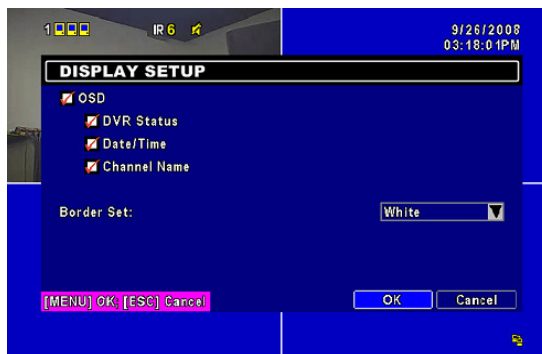 1 IR 6 9/26/2008
03:18:01PM
DISPLAY SETUP
OSD
DVR Status
Date/Time
Channel Name
Border Set: White
[MENU] OK, [ESC] Cancel OK Cancel